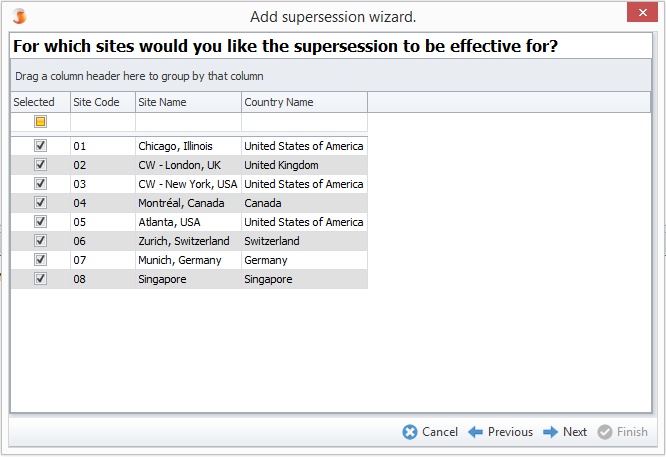 Add supersession wizard.
For which sites would you like the supersession to be effective for?
Drag a column header here to group by that column
Selected Site Code Site Name Country Name
01 Chicago, Illinois United States of America
02 CW - London, UK United Kingdom
03 CW - New York, USA United States of America
04 Montréal, Canada Canada
05 Atlanta, USA United States of America
06 Zurich, Switzerland Switzerland
07 Munich, Germany Germany
08 Singapore Singapore
Cancel Previous Next Finish